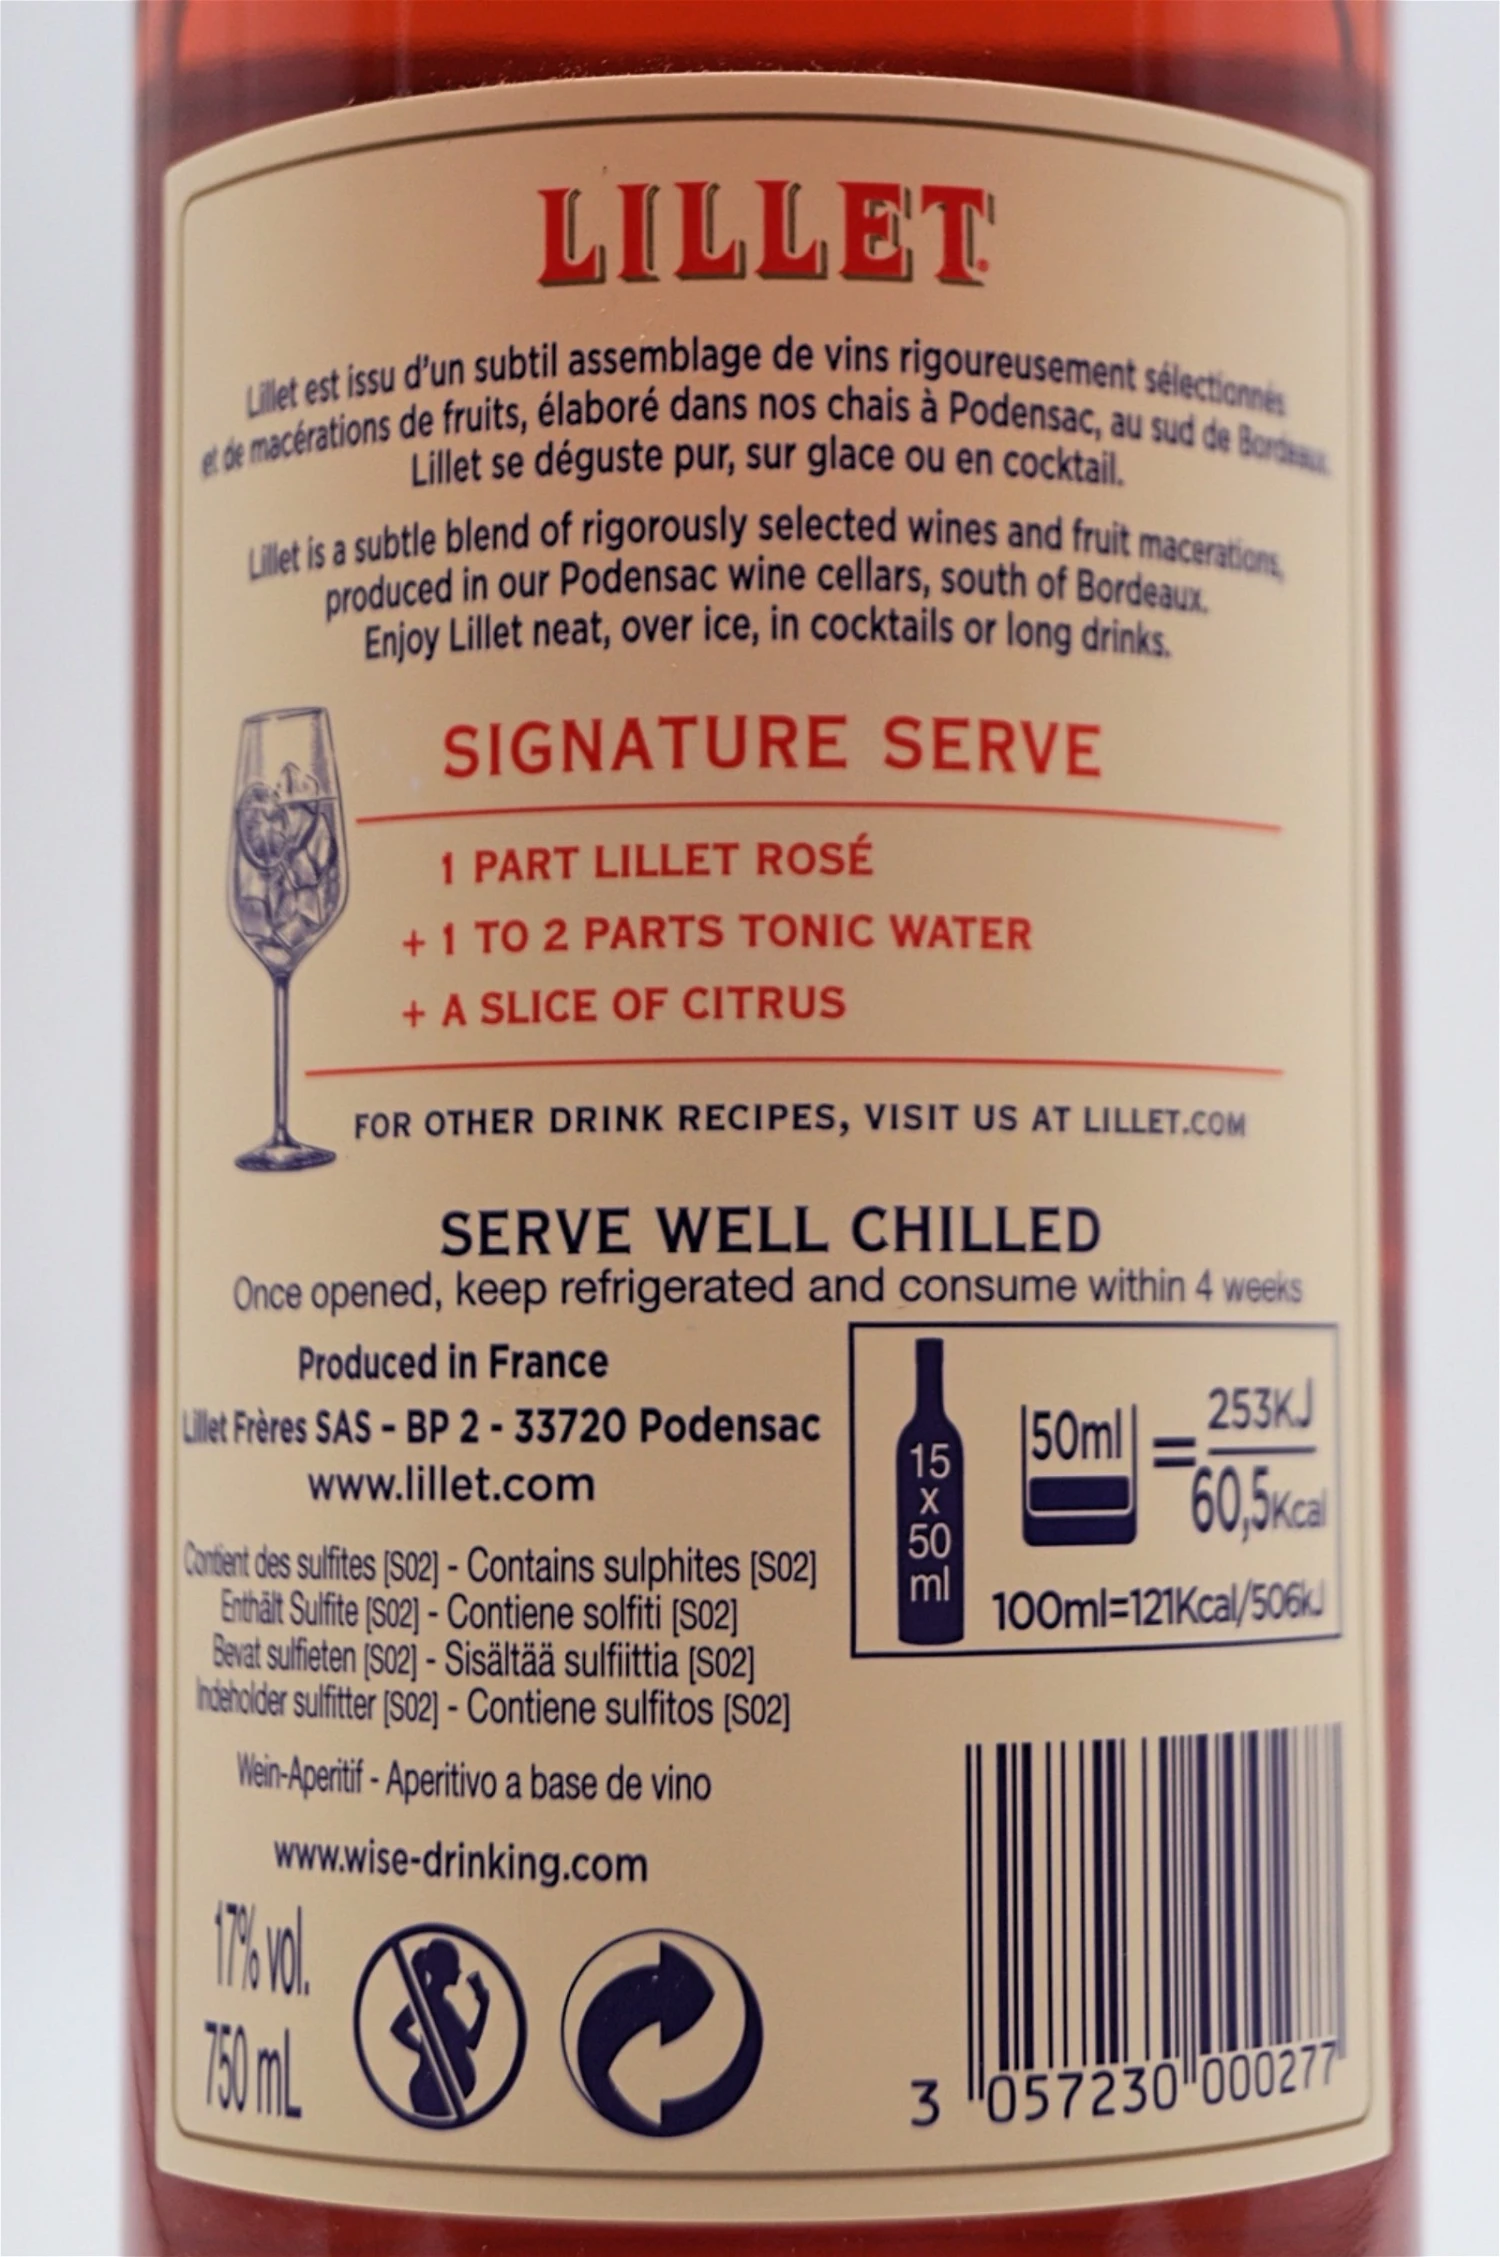 LILLET
Lillet est issu d'un subtil assemblage de vins rigoureusement sélectionnés
et de macérations de fruits, élaboré dans nos chais à Podensac, au sud de Bordeaux.
Lillet se déguste pur, sur glace ou en cocktail.
Lillet is a subtle blend of rigorously selected wines and fruit macerations,
produced in our Podensac wine cellars, south of Bordeaux.
Enjoy Lillet neat, over ice, in cocktails or long drinks.
SIGNATURE SERVE
1 PART LILLET ROSÉ
+ 1 TO 2 PARTS TONIC WATER
+ A SLICE OF CITRUS
FOR OTHER DRINK RECIPES, VISIT US AT LILLET.COM
SERVE WELL CHILLED
Once opened, keep refrigerated and consume within 4 weeks
Produced in France
Lillet Frères SAS - BP 2 - 33720 Podensac
www.lillet.com
Contient des sulfites [SO2] - Contains sulphites [SO2]
Enthält Sulfite [SO2] - Contiene solfiti [SO2]
Bevat sulfieten [SO2] - Sisältää sulfiittia [SO2]
Indeholder sulfitter [SO2] - Contiene sulfitos [SO2]
Wein-Aperitif - Aperitivo a base de vino
www.wise-drinking.com
17% vol.
750 mL
15
x
50
ml
50ml
=
253KJ
60,5Kcal
100ml=121Kcal/506kJ
3 057230 000277